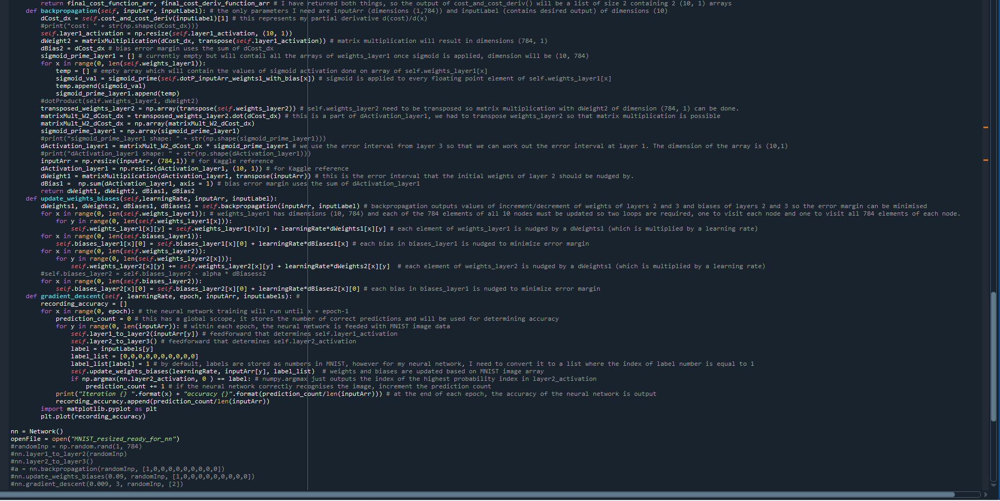 return final_cost_function_arr, final_cost_deriv_function_arr # I have returned both things, so the output of cost_and_cost_deriv() will be a list of size 2 containing 2 (10, 1) arrays
def backpropagation(self, inputArr, inputLabel): # the only parameters I need are inputArr (dimensions (1,784)) and inputLabel (contains desired output) of dimensions (10)
dCost_dx = self.cost_and_cost_deriv(inputLabel)[1] # this represents my partial derivative d(cost)/d(x)
#print("cost: " + str(np.shape(dCost_dx)))
self.layer1_activation = np.resize(self.layer1_activation, (10, 1))
dWeight2 = matrixMultiplication(dCost_dx, transpose(self.layer1_activation)) # matrix multiplication will result in dimensions (784, 1)
dBias2 = dCost_dx # bias error margin uses the sum of dCost_dx
sigmoid_prime_layer1 = [] # currently empty but will contail all the arrays of weights_layer1 once sigmoid is applied, dimension will be (10, 784)
for x in range(0, len(self.weights_layer1)):
temp = [] # empty array which will contain the values of sigmoid activation done on array of self.weights_layer1[x]
sigmoid_val = sigmoid_prime(self.dotP_inputArr_weights1_with_bias[x]) # sigmoid is applied to every floating point element of self.weights_layer1[x]
temp.append(sigmoid_val)
sigmoid_prime_layer1.append(temp)
#dotProduct(self.weights_layer1, dWeight2)
transposed_weights_layer2 = np.array(transpose(self.weights_layer2)) # self.weights_layer2 need to be transposed so matrix multiplication with dWeight2 of dimension (784, 1) can be done.
matrixMult_W2_dCost_dx = transposed_weights_layer2.dot(dCost_dx) # this is a part of dActivation_layer1, we had to transpose weights_layer2 so that matrix multiplication is possible
matrixMult_W2_dCost_dx = np.array(matrixMult_W2_dCost_dx)
sigmoid_prime_layer1 = np.array(sigmoid_prime_layer1)
#print("sigmoid_prime_layer1 shape: " + str(np.shape(sigmoid_prime_layer1)))
dActivation_layer1 = matrixMult_W2_dCost_dx * sigmoid_prime_layer1 # we use the error interval from layer 3 so that we can work out the error interval at layer 1. The dimension of the array is (10,1)
#print("dActivation_layer1 shape: " + str(np.shape(dActivation_layer1)))
inputArr = np.resize(inputArr, (784,1)) # for Kaggle reference
dActivation_layer1 = np.resize(dActivation_layer1, (10, 1)) # for Kaggle reference
dWeight1 = matrixMultiplication(dActivation_layer1, transpose(inputArr)) # this is the error interval that the initial weights of layer 2 should be nudged by.
dBias1 =  np.sum(dActivation_layer1, axis = 1) # bias error margin uses the sum of dActivation_layer1
return dWeight1, dWeight2, dBias1, dBias2
def update_weights_biases(self,learningRate, inputArr, inputLabel):
dWeights1, dWeights2, dBiases1, dBiases2 = self.backpropagation(inputArr, inputLabel) # backpropagation outputs values of increment/decrement of weights of layers 2 and 3 and biases of layers 2 and 3 so the error margin can be minimised
for x in range(0, len(self.weights_layer1)): # weights_layer1 has dimensions (10, 784) and each of the 784 elements of all 10 nodes must be updated so two loops are required, one to visit each node and one to visit all 784 elements of each node.
for y in range(0, len(self.weights_layer1[x])):
self.weights_layer1[x][y] = self.weights_layer1[x][y] + learningRate*dWeights1[x][y] # each element of weights_layer1 is nudged by a dWeights1 (which is multiplied by a learning rate)
for x in range(0, len(self.biases_layer1)):
self.biases_layer1[x][0] = self.biases_layer1[x][0] + learningRate*dBiases1[x] # each bias in biases_layer1 is nudged to minimize error margin
for x in range(0, len(self.weights_layer2)):
for y in range(0, len(self.weights_layer2[x])):
self.weights_layer2[x][y] += self.weights_layer2[x][y] + learningRate*dWeights2[x][y]  # each element of weights_layer2 is nudged by a dWeights1 (which is multiplied by a learning rate)
#self.biases_layer2 = self.biases_layer2 - alpha * dBiasess2
for x in range(0, len(self.biases_layer2)):
self.biases_layer2[x][0] = self.biases_layer2[x][0] + learningRate*dBiases2[x][0] # each bias in biases_layer1 is nudged to minimize error margin
def gradient_descent(self, learningRate, epoch, inputArr, inputLabels): #
recording_accuracy = []
for x in range(0, epoch): # the neural network training will run until x = epoch-1
prediction_count = 0 # this has a global sccope, it stores the number of correct predictions and will be used for determining accuracy
for y in range(0, len(inputArr)): # within each epoch, the neural network is feeded with MNIST image data
self.layer1_to_layer2(inputArr[y]) # feedforward that determines self.layer1_activation
self.layer2_to_layer3() # feedforward that determines self.layer2_activation
label = inputLabels[y]
label_list = [0,0,0,0,0,0,0,0,0,0]
label_list[label] = 1 # by default, labels are stored as numbers in MNIST, however for my neural network, I need to convert it to a list where the index of label number is equal to 1
self.update_weights_biases(learningRate, inputArr[y], label_list)  # weights and biases are updated based on MNIST image array
if np.argmax(nn.layer2_activation, 0 ) == label: # numpy.argmax just outputs the index of the highest probability index in layer2_activation
prediction_count += 1 # if the neural network correctly recognises the image, increment the prediction count
print("Iteration {} ".format(x) + "accuracy {}".format(prediction_count/len(inputArr))) # at the end of each epoch, the accuracy of the neural network is output
recording_accuracy.append(prediction_count/len(inputArr))
import matplotlib.pyplot as plt
plt.plot(recording_accuracy)
nn = Network()
openFile = open("MNIST_resized_ready_for_nn")
#randomInp = np.random.rand(1, 784)
#nn.layer1_to_layer2(randomInp)
#nn.layer2_to_layer3()
#a = nn.backpropagation(randomInp, [1,0,0,0,0,0,0,0,0,0])
#nn.update_weights_biases(0.09, randomInp, [1,0,0,0,0,0,0,0,0,0])
#nn.gradient_descent(0.009, 3, randomInp, [2])